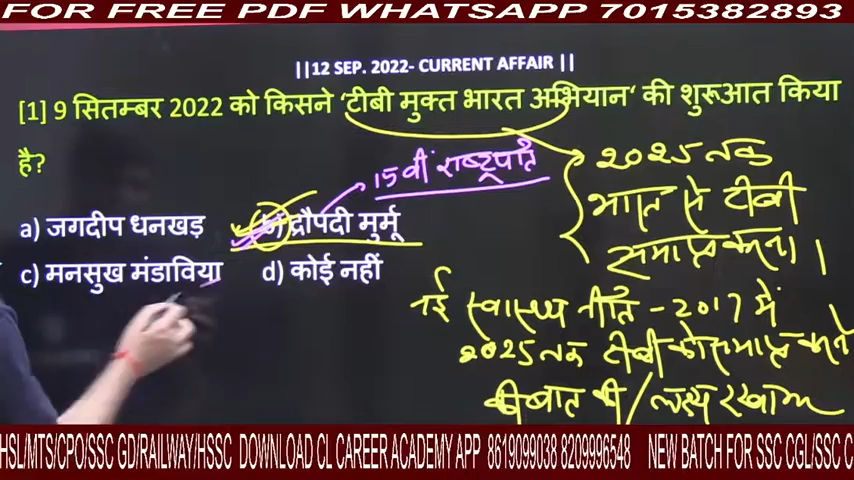 FOR FREE PDF WHATSAPP 7015382893
||12 SEP. 2022- CURRENT AFFAIR ||
[1] 9 सितम्बर 2022 को किसने ‘टीबी मुक्त भारत अभियान‘ की शुरूआत किया
है?
15वीं राष्ट्रपति
2025 तक
भारत से टीबी
समाप्त करना।
a) जगदीप धनखड़
द्रौपदी मुर्मू
c) मनसुख मंडाविया d) कोई नहीं
नई स्वास्थ्य नीति - 2017 में
2025 तक टीबी को समाप्त करने
की बात की / लक्ष्य रखा
HSL/MTS/CPO/SSC GD/RAILWAY/HSSC DOWNLOAD CL CAREER ACADEMY APP 8619099038 8209996548 NEW BATCH FOR SSC CGL/SSC C